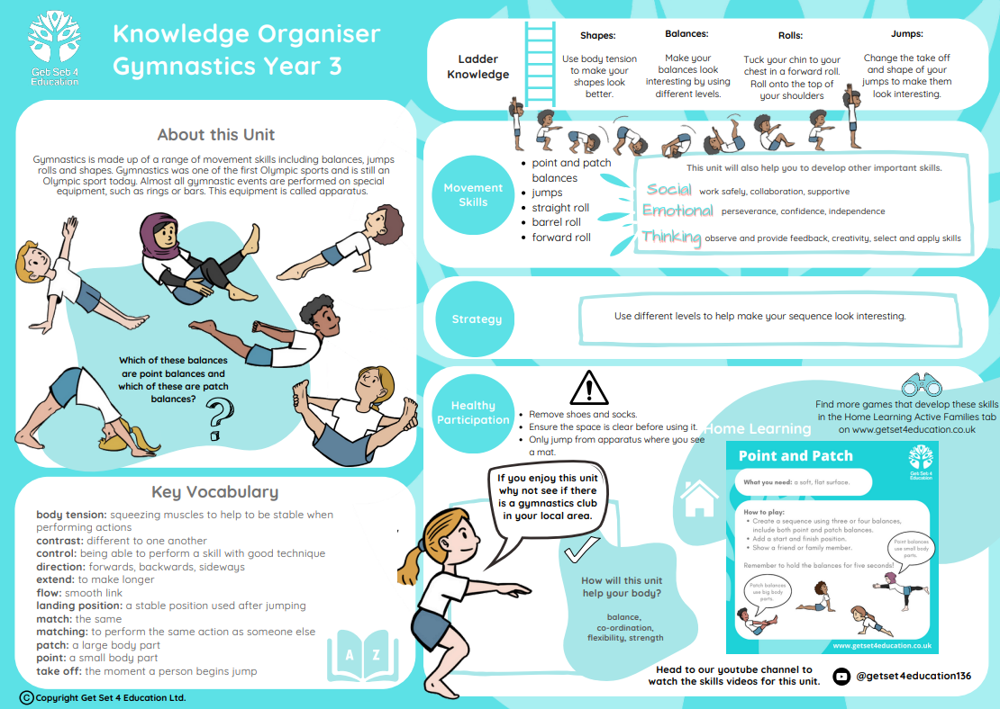 Get Set 4
Education
Knowledge Organiser
Gymnastics Year 3
About this Unit
Gymnastics is made up of a range of movement skills including balances, jumps
rolls and shapes. Gymnastics was one of the first Olympic sports and is still an
Olympic sport today. Almost all gymnastic events are performed on special
equipment, such as rings or bars. This equipment is called apparatus.
Which of these balances
are point balances and
which of these are patch
balances?
?
Key Vocabulary
body tension: squeezing muscles to help to be stable when
performing actions
contrast: different to one another
control: being able to perform a skill with good technique
direction: forwards, backwards, sideways
extend: to make longer
flow: smooth link
landing position: a stable position used after jumping
match: the same
matching: to perform the same action as someone else
patch: a large body part
point: a small body part
take off: the moment a person begins jump
A Z
© Copyright Get Set 4 Education Ltd.
Ladder
Knowledge
Shapes:
Use body tension
to make your
shapes look
better.
Balances:
Make your
balances look
interesting by using
different levels.
Rolls:
Tuck your chin to your
chest in a forward roll.
Roll onto the top of
your shoulders
Jumps:
Change the take off
and shape of your
jumps to make them
look interesting.
Movement
Skills
• point and patch
balances
• jumps
• straight roll
• barrel roll
• forward roll
This unit will also help you to develop other important skills.
Social work safely, collaboration, supportive
Emotional perseverance, confidence, independence
Thinking observe and provide feedback, creativity, select and apply skills
Strategy
Use different levels to help make your sequence look interesting.
Healthy
Participation
• Remove shoes and socks.
• Ensure the space is clear before using it.
• Only jump from apparatus where you see
a mat.
If you enjoy this unit
why not see if there
is a gymnastics club
in your local area.
How will this unit
help your body?
balance,
co-ordination,
flexibility, strength
Home Learning
Find more games that develop these skills
in the Home Learning Active Families tab
on www.getset4education.co.uk
Point and Patch
Get Set 4
Education
What you need: a soft, flat surface.
How to play:
• Create a sequence using three or four balances,
include both point and patch balances.
• Add a start and finish position.
• Show a friend or family member.
Remember to hold the balances for five seconds!
Point balances
use small body
parts.
Patch balances
use big body
parts.
www.getset4education.co.uk
Head to our youtube channel to
watch the skills videos for this unit.
@getset4education136